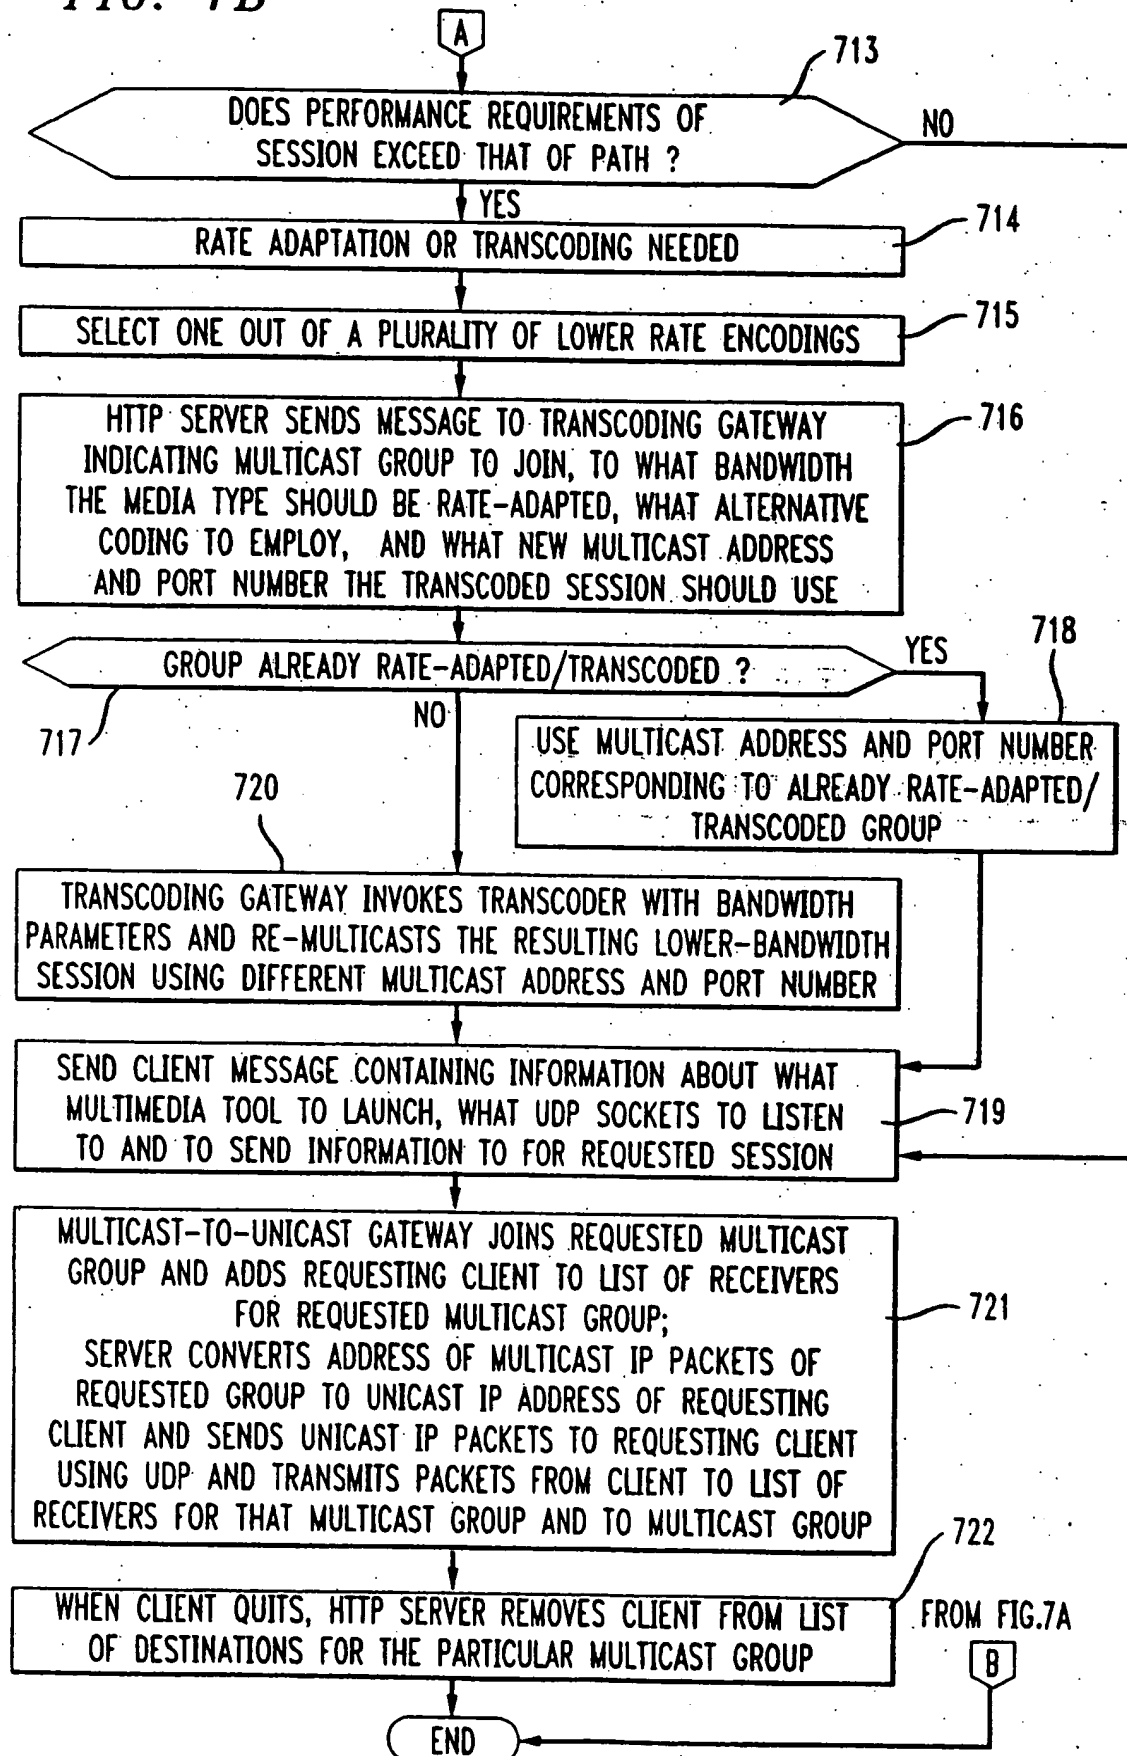 FIG. 7B
A
713
DOES PERFORMANCE REQUIREMENTS OF
SESSION EXCEED THAT OF PATH ?
NO
YES
714
RATE ADAPTATION OR TRANSCODING NEEDED
715
SELECT ONE OUT OF A PLURALITY OF LOWER RATE ENCODINGS
716
HTTP SERVER SENDS MESSAGE TO TRANSCODING GATEWAY
INDICATING MULTICAST GROUP TO JOIN, TO WHAT BANDWIDTH
THE MEDIA TYPE SHOULD BE RATE-ADAPTED, WHAT ALTERNATIVE
CODING TO EMPLOY, AND WHAT NEW MULTICAST ADDRESS
AND PORT NUMBER THE TRANSCODED SESSION SHOULD USE
717
GROUP ALREADY RATE-ADAPTED/TRANSCODED ?
YES
NO
718
USE MULTICAST ADDRESS AND PORT NUMBER
CORRESPONDING TO ALREADY RATE-ADAPTED/
TRANSCODED GROUP
720
TRANSCODING GATEWAY INVOKES TRANSCODER WITH BANDWIDTH
PARAMETERS AND RE-MULTICASTS THE RESULTING LOWER-BANDWIDTH
SESSION USING DIFFERENT MULTICAST ADDRESS AND PORT NUMBER
SEND CLIENT MESSAGE CONTAINING INFORMATION ABOUT WHAT
MULTIMEDIA TOOL TO LAUNCH, WHAT UDP SOCKETS TO LISTEN
TO AND TO SEND INFORMATION TO FOR REQUESTED SESSION
719
MULTICAST-TO-UNICAST GATEWAY JOINS REQUESTED MULTICAST
GROUP AND ADDS REQUESTING CLIENT TO LIST OF RECEIVERS
FOR REQUESTED MULTICAST GROUP;
SERVER CONVERTS ADDRESS OF MULTICAST IP PACKETS OF
REQUESTED GROUP TO UNICAST IP ADDRESS OF REQUESTING
CLIENT AND SENDS UNICAST IP PACKETS TO REQUESTING CLIENT
USING UDP AND TRANSMITS PACKETS FROM CLIENT TO LIST OF
RECEIVERS FOR THAT MULTICAST GROUP AND TO MULTICAST GROUP
721
722
WHEN CLIENT QUITS, HTTP SERVER REMOVES CLIENT FROM LIST
OF DESTINATIONS FOR THE PARTICULAR MULTICAST GROUP
FROM FIG.7A
B
END